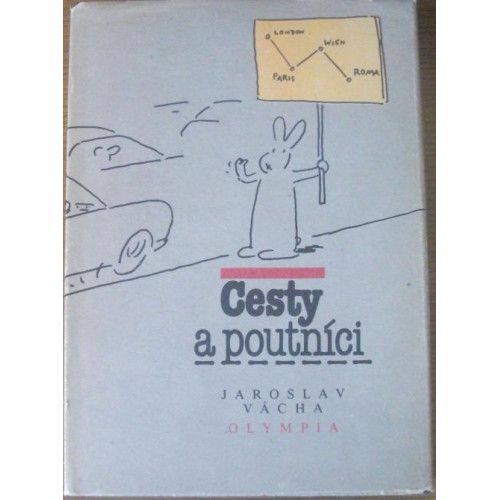 LONDON
WIEN
PARIS
ROMA
Cesty
a poutníci
JAROSLAV
VÁCHA
OLYMPIA